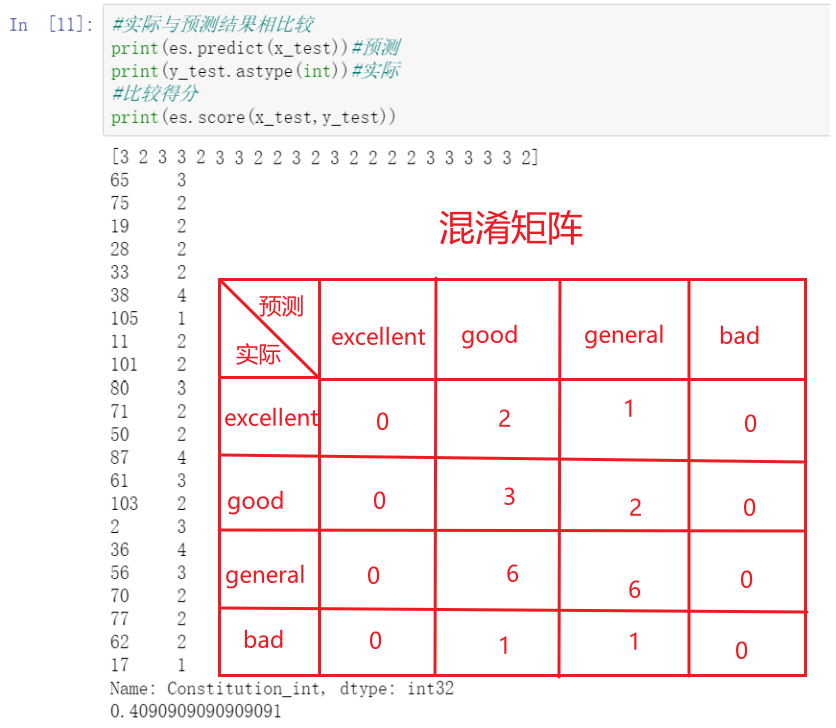 In [11]:
#实际与预测结果相比较
print(es.predict(x_test))#预测
print(y_test.astype(int))#实际
#比较得分
print(es.score(x_test,y_test))
[3 2 3 3 2 3 3 2 2 3 2 3 2 2 2 2 3 3 3 3 3 2]
65 3
75 2
19 2
28 2
33 2
38 4
105 1
11 2
101 2
80 3
71 2
50 2
87 4
61 3
103 2
2 3
36 4
56 3
70 2
77 2
62 2
17 1
Name: Constitution_int, dtype: int32
0.4090909090909091
混淆矩阵
预测
实际
excellent good general bad
excellent 0 2 1 0
good 0 3 2 0
general 0 6 6 0
bad 0 1 1 0